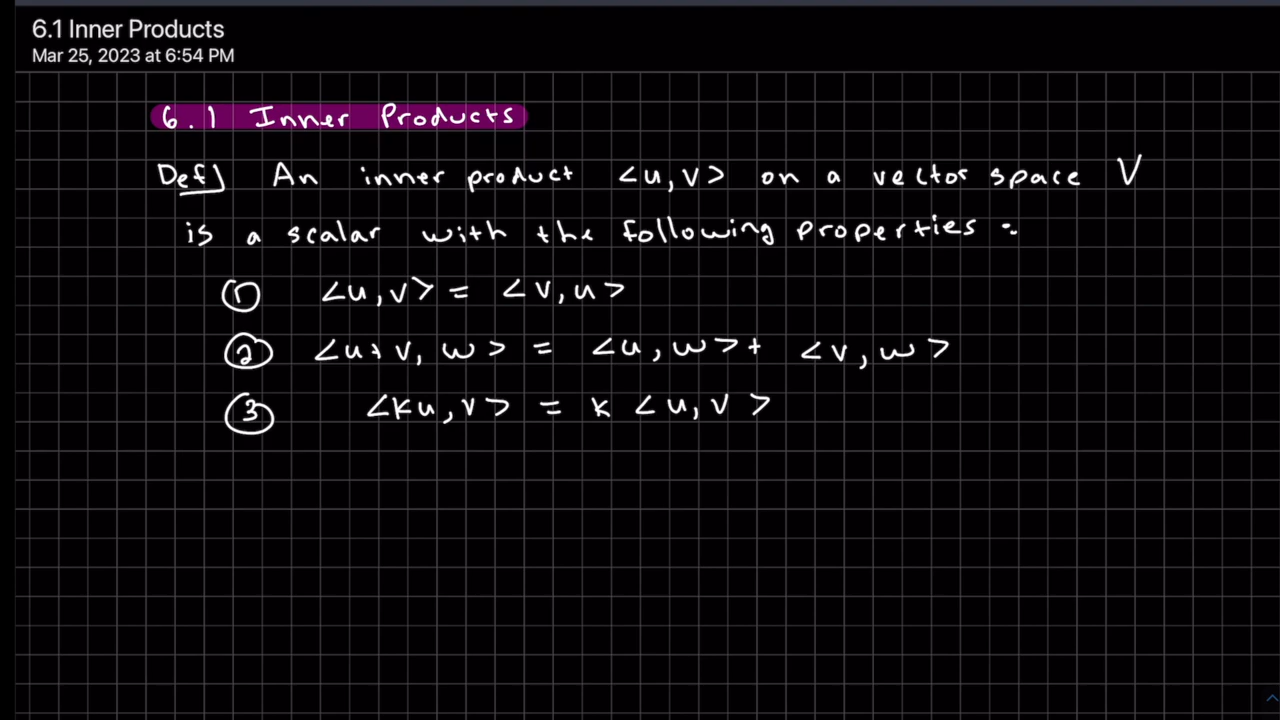 6.1 Inner Products
Mar 25, 2023 at 6:54 PM
6.1 Inner Products
Def) An inner product <u,v> on a vector space V
is a scalar with the following properties :
① <u,v> = <v,u>
② <u+v, w> = <u,w> + <v,w>
③ <ku,v> = k <u,v>